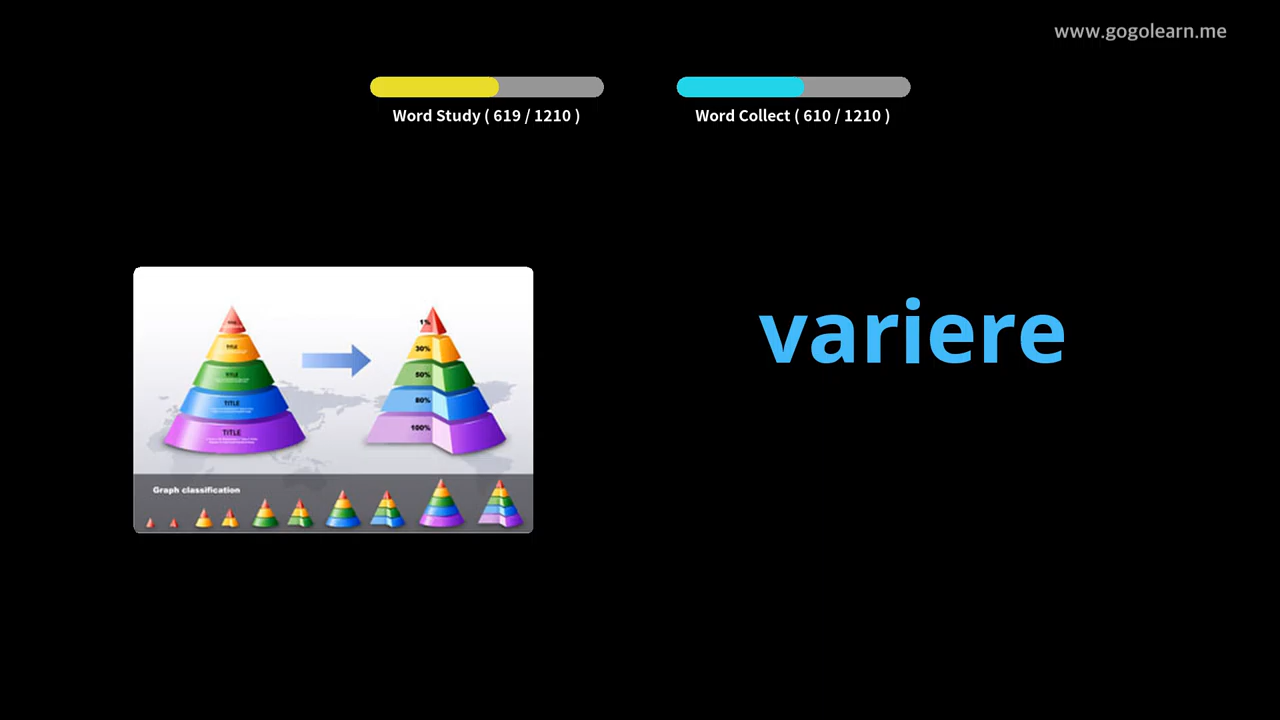 www.gogolearn.me
Word Study ( 619 / 1210 )
Word Collect ( 610 / 1210 )
variere
1%
30%
TITLE
50%
TITLE
80%
TITLE
100%
TITLE
Graph classification